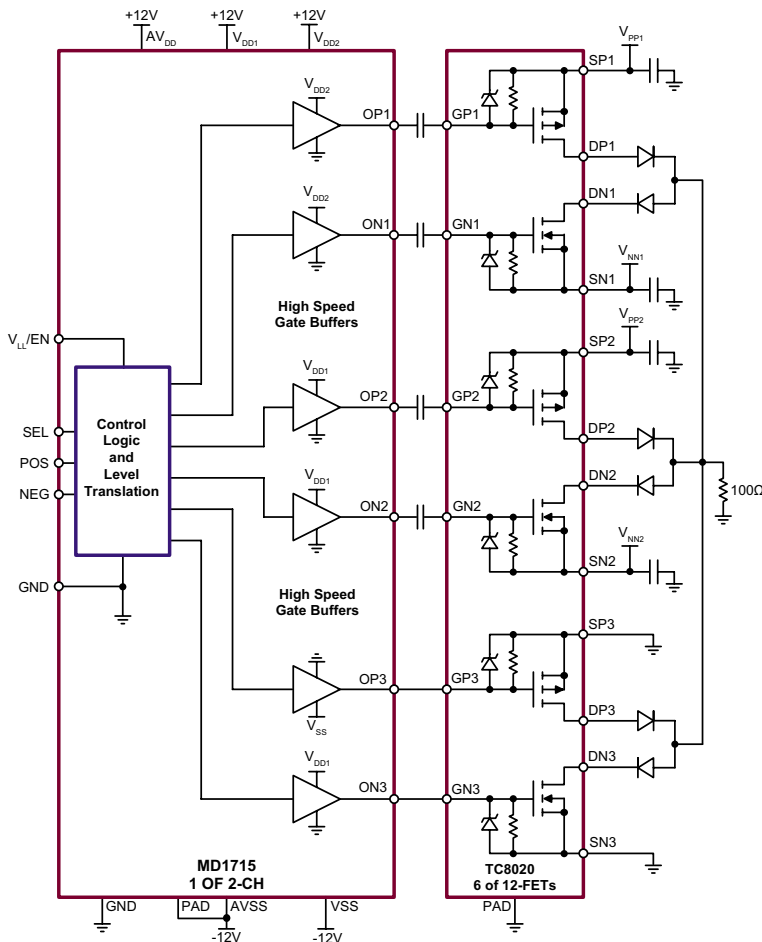 +12V +12V +12V
AVDD VDD1 VDD2
VPP1
SP1
VDD2
OP1 GP1
DP1
VDD2
DN1
ON1 GN1
VNN1
SN1
High Speed
Gate Buffers
VPP2
VLL/EN
SP2
VDD1
Control
Logic
and
Level
Translation
OP2 GP2
SEL
DP2
POS
VDD1
NEG
DN2
100Ω
ON2 GN2
VNN2
SN2
GND
High Speed
Gate Buffers
SP3
OP3 GP3
VSS
DP3
VDD1
DN3
ON3 GN3
SN3
MD1715
1 OF 2-CH
TC8020
6 of 12-FETs
GND PAD AVSS VSS PAD
-12V -12V